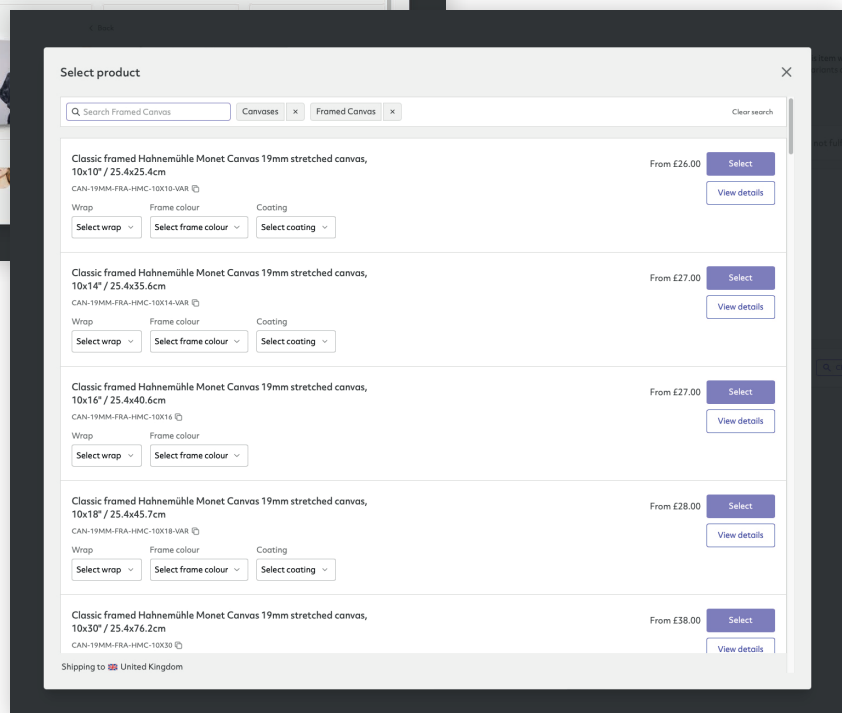 Back
Select product
Search Framed Canvas
Canvases × Framed Canvas ×
Clear search
Classic framed Hahnemühle Monet Canvas 19mm stretched canvas,
10x10" / 25.4x25.4cm
CAN-19MM-FRA-HMC-10X10-VAR
From £26.00 Select
View details
Wrap Frame colour Coating
Select wrap Select frame colour Select coating
Classic framed Hahnemühle Monet Canvas 19mm stretched canvas,
10x14" / 25.4x35.6cm
CAN-19MM-FRA-HMC-10X14-VAR
From £27.00 Select
View details
Wrap Frame colour Coating
Select wrap Select frame colour Select coating
Classic framed Hahnemühle Monet Canvas 19mm stretched canvas,
10x16" / 25.4x40.6cm
CAN-19MM-FRA-HMC-10X16
From £27.00 Select
View details
Wrap Frame colour
Select wrap Select frame colour
Classic framed Hahnemühle Monet Canvas 19mm stretched canvas,
10x18" / 25.4x45.7cm
CAN-19MM-FRA-HMC-10X18-VAR
From £28.00 Select
View details
Wrap Frame colour Coating
Select wrap Select frame colour Select coating
Classic framed Hahnemühle Monet Canvas 19mm stretched canvas,
10x30" / 25.4x76.2cm
CAN-19MM-FRA-HMC-10X30
From £38.00 Select
View details
Shipping to 🇬🇧 United Kingdom